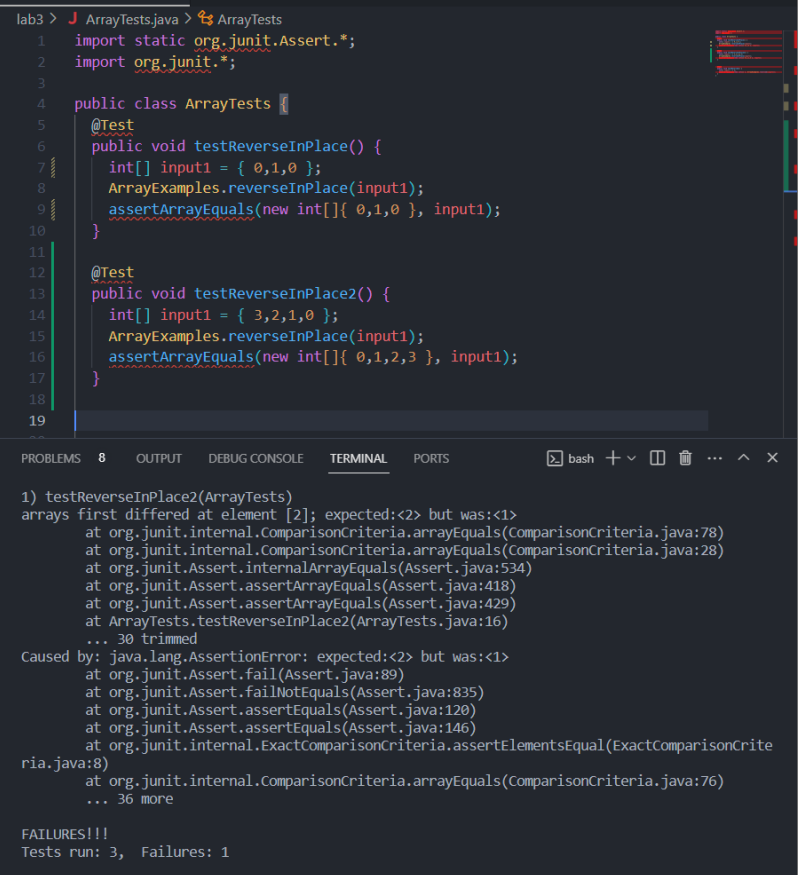 lab3 > J ArrayTests.java > ArrayTests
1 import static org.junit.Assert.*;
2 import org.junit.*;
3
4 public class ArrayTests {
5 @Test
6 public void testReverseInPlace() {
7 int[] input1 = { 0,1,0 };
8 ArrayExamples.reverseInPlace(input1);
9 assertArrayEquals(new int[]{ 0,1,0 }, input1);
10 }
11
12 @Test
13 public void testReverseInPlace2() {
14 int[] input1 = { 3,2,1,0 };
15 ArrayExamples.reverseInPlace(input1);
16 assertArrayEquals(new int[]{ 0,1,2,3 }, input1);
17 }
18
19
PROBLEMS 8 OUTPUT DEBUG CONSOLE TERMINAL PORTS bash
1) testReverseInPlace2(ArrayTests)
arrays first differed at element [2]; expected:<2> but was:<1>
at org.junit.internal.ComparisonCriteria.arrayEquals(ComparisonCriteria.java:78)
at org.junit.internal.ComparisonCriteria.arrayEquals(ComparisonCriteria.java:28)
at org.junit.Assert.internalArrayEquals(Assert.java:534)
at org.junit.Assert.assertArrayEquals(Assert.java:418)
at org.junit.Assert.assertArrayEquals(Assert.java:429)
at ArrayTests.testReverseInPlace2(ArrayTests.java:16)
... 30 trimmed
Caused by: java.lang.AssertionError: expected:<2> but was:<1>
at org.junit.Assert.fail(Assert.java:89)
at org.junit.Assert.failNotEquals(Assert.java:835)
at org.junit.Assert.assertEquals(Assert.java:120)
at org.junit.Assert.assertEquals(Assert.java:146)
at org.junit.internal.ExactComparisonCriteria.assertElementsEqual(ExactComparisonCrite
ria.java:8)
at org.junit.internal.ComparisonCriteria.arrayEquals(ComparisonCriteria.java:76)
... 36 more
FAILURES!!!
Tests run: 3, Failures: 1